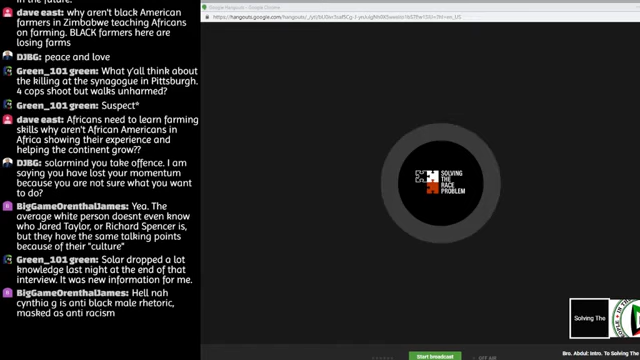 in the future.
dave east: why aren't black American
farmers in Zimbabwe teaching Africans
on farming. BLACK farmers here are
losing farms
DJBG: peace and love
Green_101 green: What y'all think about
the killing at the synagogue in Pittsburgh.
4 cops shoot but walks unharmed?
Green_101 green: Suspect*
dave east: Africans need to learn farming
skills why aren't African Americans in
Africa showing their experience and
helping the continent grow??
DJBG: solarmind you take offence. I am
saying you have lost your momentum
because you are not sure what you want
to do?
BigGameOrenthalJames: Yea. The
average white person doesnt even know
who Jared Taylor, or Richard Spencer is,
but they have the same talking points
because of their "culture"
Green_101 green: Solar dropped a lot
knowledge last night at the end of that
interview. It was new information for me.
BigGameOrenthalJames: Hell nah
cynthia g is anti black male rhetoric,
masked as anti racism
Google Hangouts - Google Chrome
SOLVING
THE
RACE
PROBLEM
Solving The
Start broadcast
OFF AIR
Bro. Abdul: Intro. To Solving The